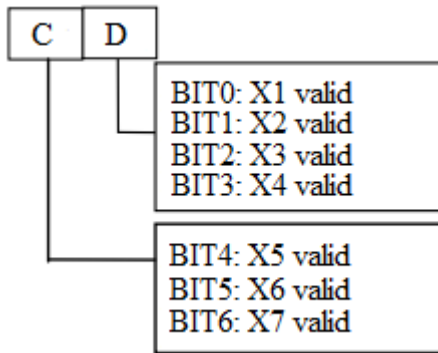 C D
BIT0: X1 valid
BIT1: X2 valid
BIT2: X3 valid
BIT3: X4 valid
BIT4: X5 valid
BIT5: X6 valid
BIT6: X7 valid